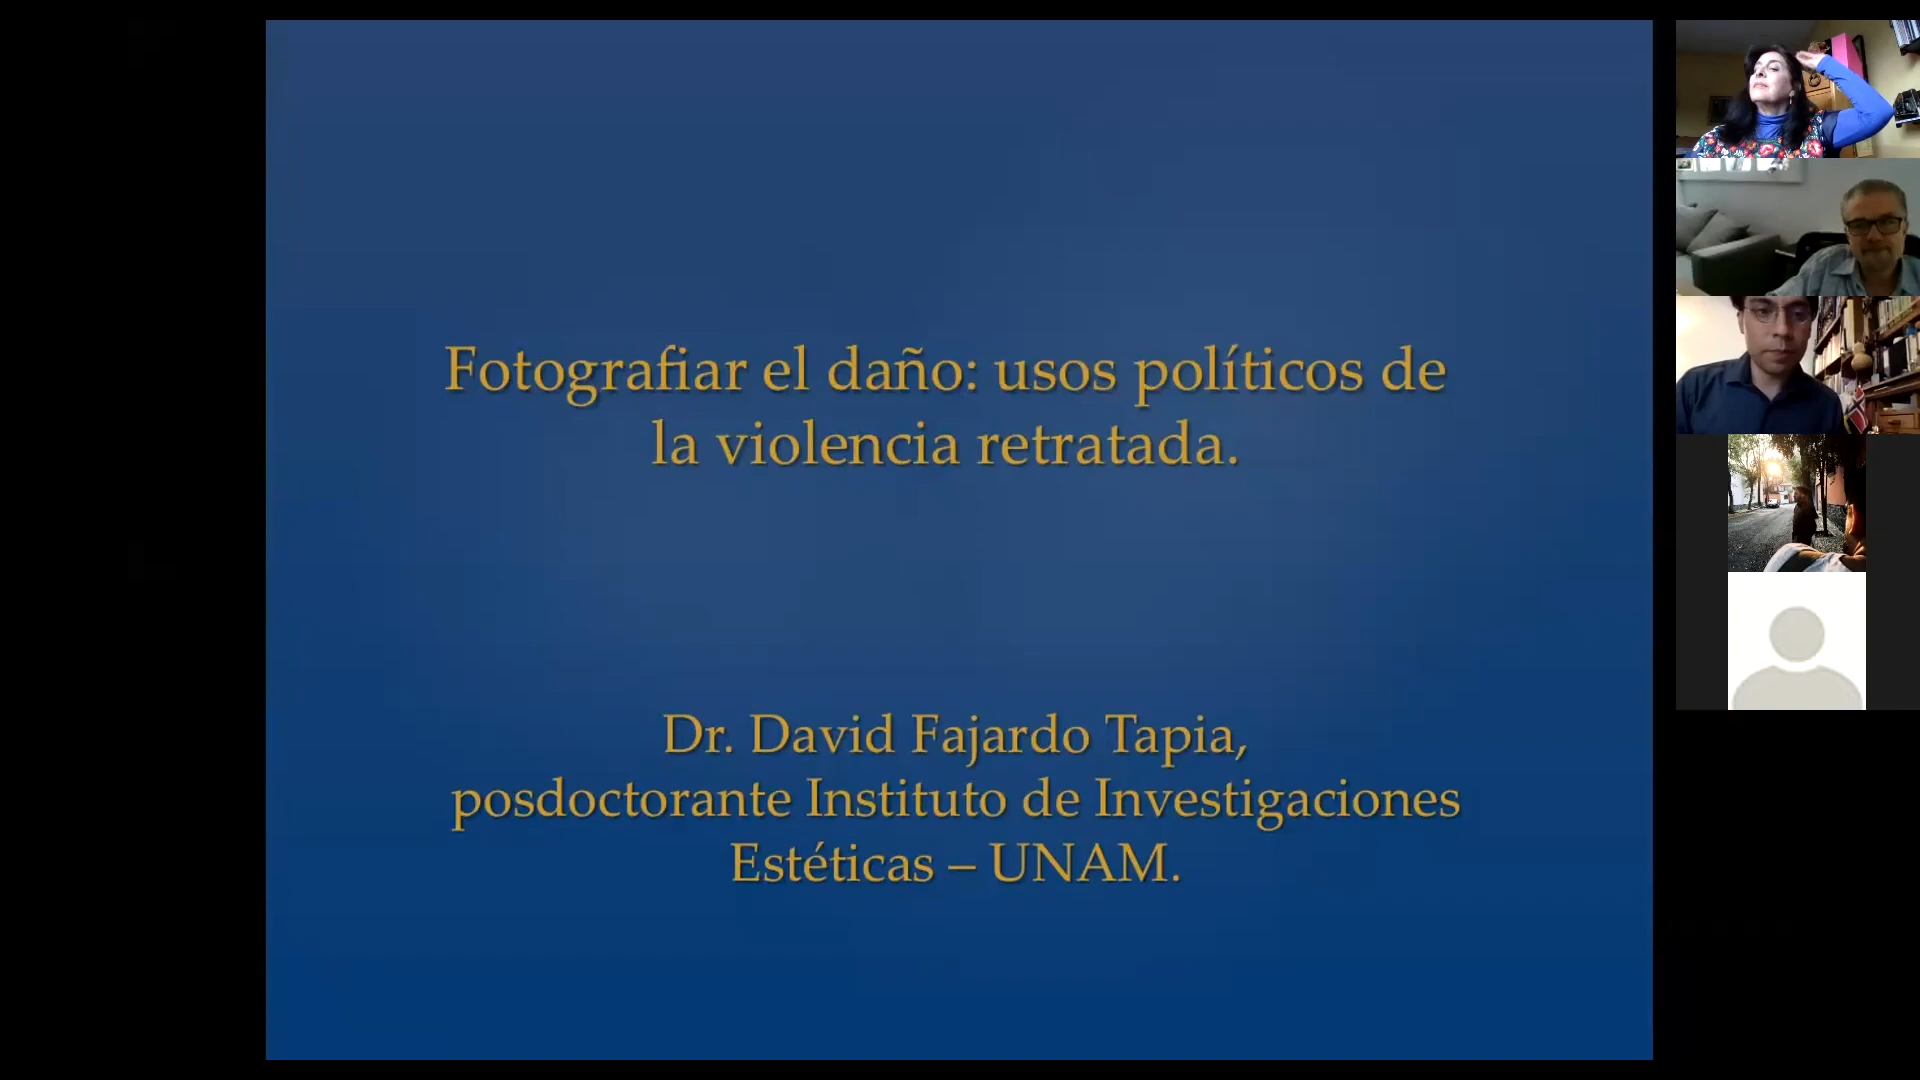 Fotografiar el daño: usos políticos de
la violencia retratada.
Dr. David Fajardo Tapia,
posdoctorante Instituto de Investigaciones
Estéticas – UNAM.